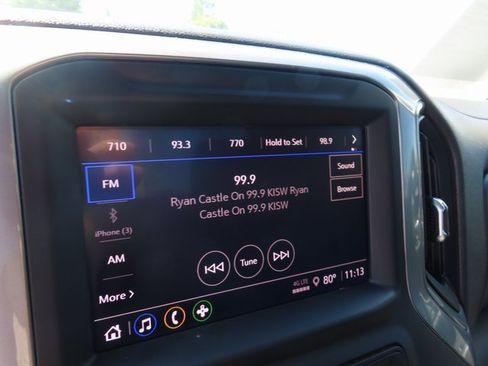 710 93.3 770 Hold to Set 98.9 >
FM
99.9
Sound
Ryan Castle On 99.9 KISW Ryan
Castle On 99.9 KISW
Browse
iPhone (3)
AM
Tune
More >
4G LTE
80° 11:13